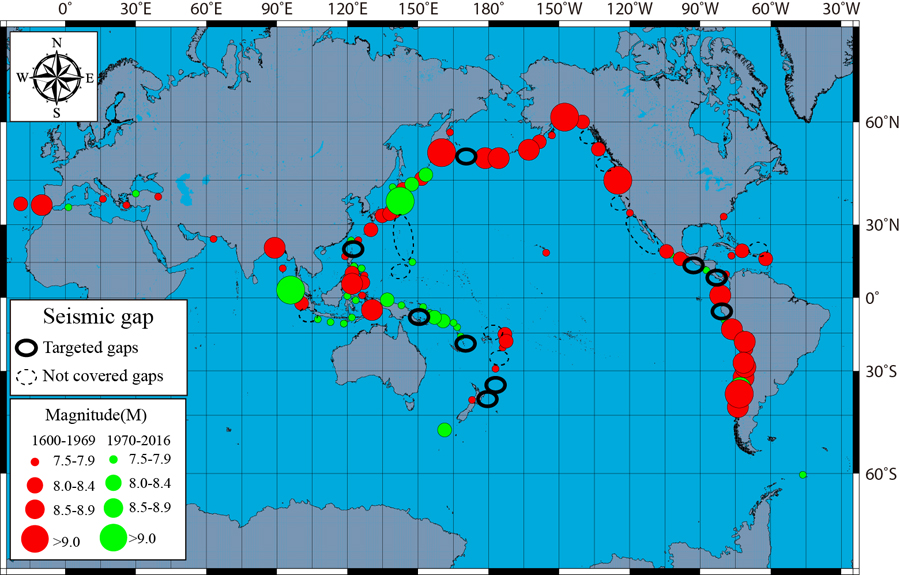 0° 30°E 60°E 90°E 120°E 150°E 180° 150°W 120°W 90°W 60°W 30°W
N
W E
S
60°N
30°N
0°
30°S
60°S
Seismic gap
Targeted gaps
Not covered gaps
Magnitude(M)
1600-1969 1970-2016
7.5-7.9 7.5-7.9
8.0-8.4 8.0-8.4
8.5-8.9 8.5-8.9
>9.0 >9.0